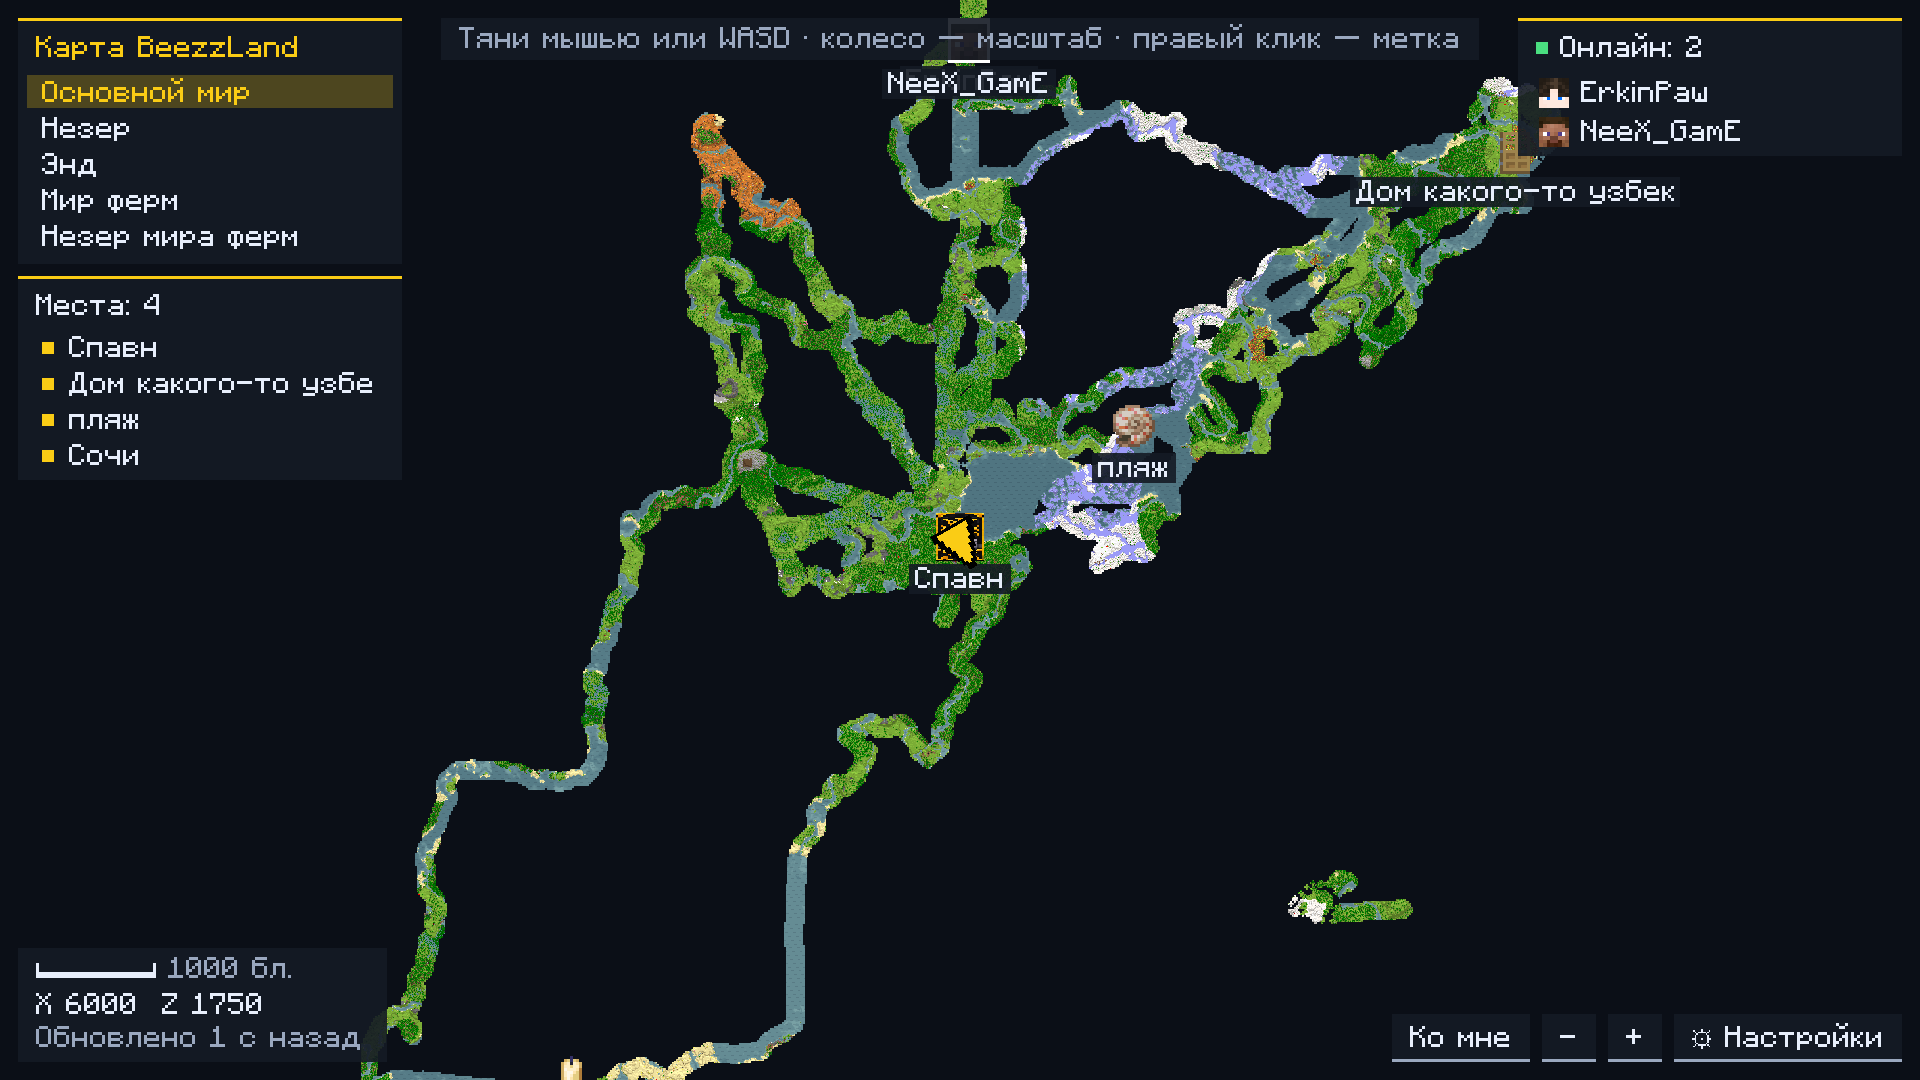 Карта BeezzLand
Основной мир
Незер
Энд
Мир ферм
Незер мира ферм
Места: 4
Спавн
Дом какого-то узбе
пляж
Сочи
Тяни мышью или WASD · колесо — масштаб · правый клик — метка
NeeX_GamE
Онлайн: 2
ErkinPaw
NeeX_GamE
Дом какого-то узбек
пляж
Спавн
1000 бл.
X 6000 Z 1750
Обновлено 1 с назад
Ко мне
−
+
Настройки